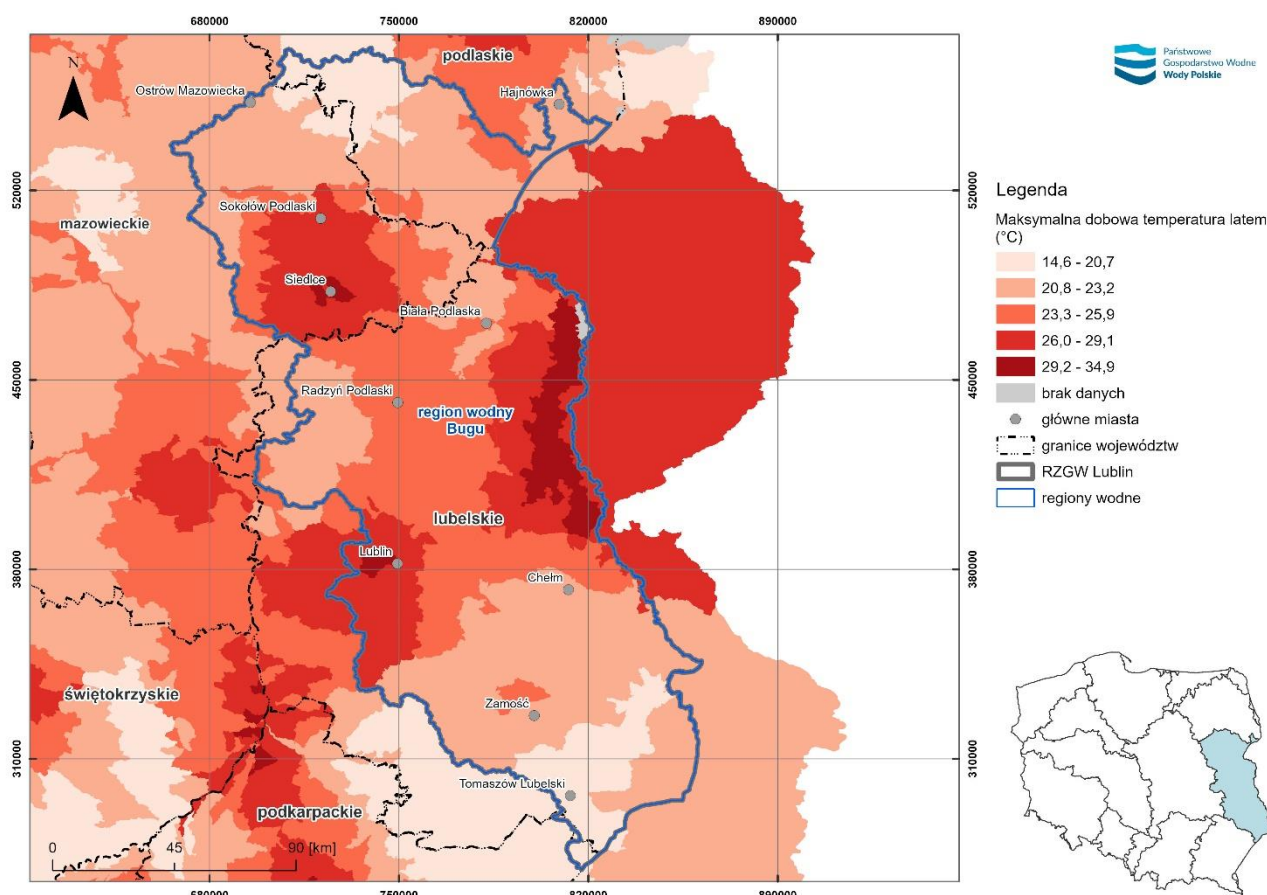 680000 750000 820000 890000
podlaskie
N
Ostrów Mazowiecka
Hajnówka
Państwowe
Gospodarstwo Wodne
Wody Polskie
520000 520000
Sokołów Podlaski
mazowieckie
Siedlce
Biała Podlaska
450000 450000
Radzyń Podlaski
region wodny
Bugu
lubelskie
Lublin
380000 380000
Chełm
świętokrzyskie
Zamość
310000 310000
Tomaszów Lubelski
podkarpackie
0 45 90 [km]
680000 750000 820000 890000
Legenda
Maksymalna dobowa temperatura latem
(°C)
14,6 - 20,7
20,8 - 23,2
23,3 - 25,9
26,0 - 29,1
29,2 - 34,9
brak danych
główne miasta
granice województw
RZGW Lublin
regiony wodne